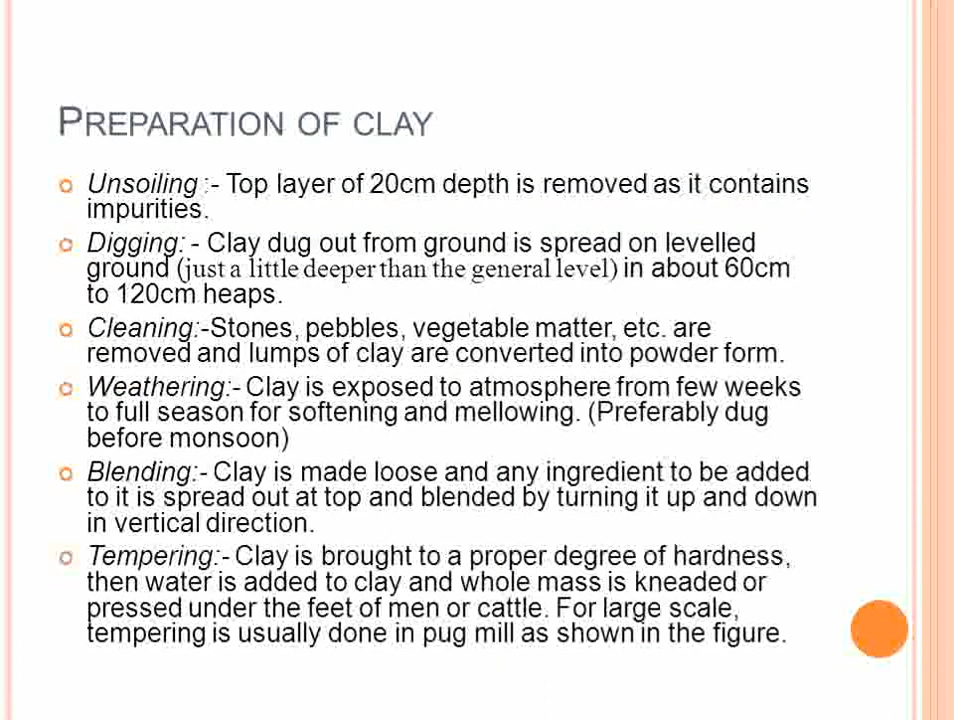 PREPARATION OF CLAY
Unsoiling :- Top layer of 20cm depth is removed as it contains
impurities.
Digging: - Clay dug out from ground is spread on levelled
ground (just a little deeper than the general level) in about 60cm
to 120cm heaps.
Cleaning:-Stones, pebbles, vegetable matter, etc. are
removed and lumps of clay are converted into powder form.
Weathering:- Clay is exposed to atmosphere from few weeks
to full season for softening and mellowing. (Preferably dug
before monsoon)
Blending:- Clay is made loose and any ingredient to be added
to it is spread out at top and blended by turning it up and down
in vertical direction.
Tempering:- Clay is brought to a proper degree of hardness,
then water is added to clay and whole mass is kneaded or
pressed under the feet of men or cattle. For large scale,
tempering is usually done in pug mill as shown in the figure.